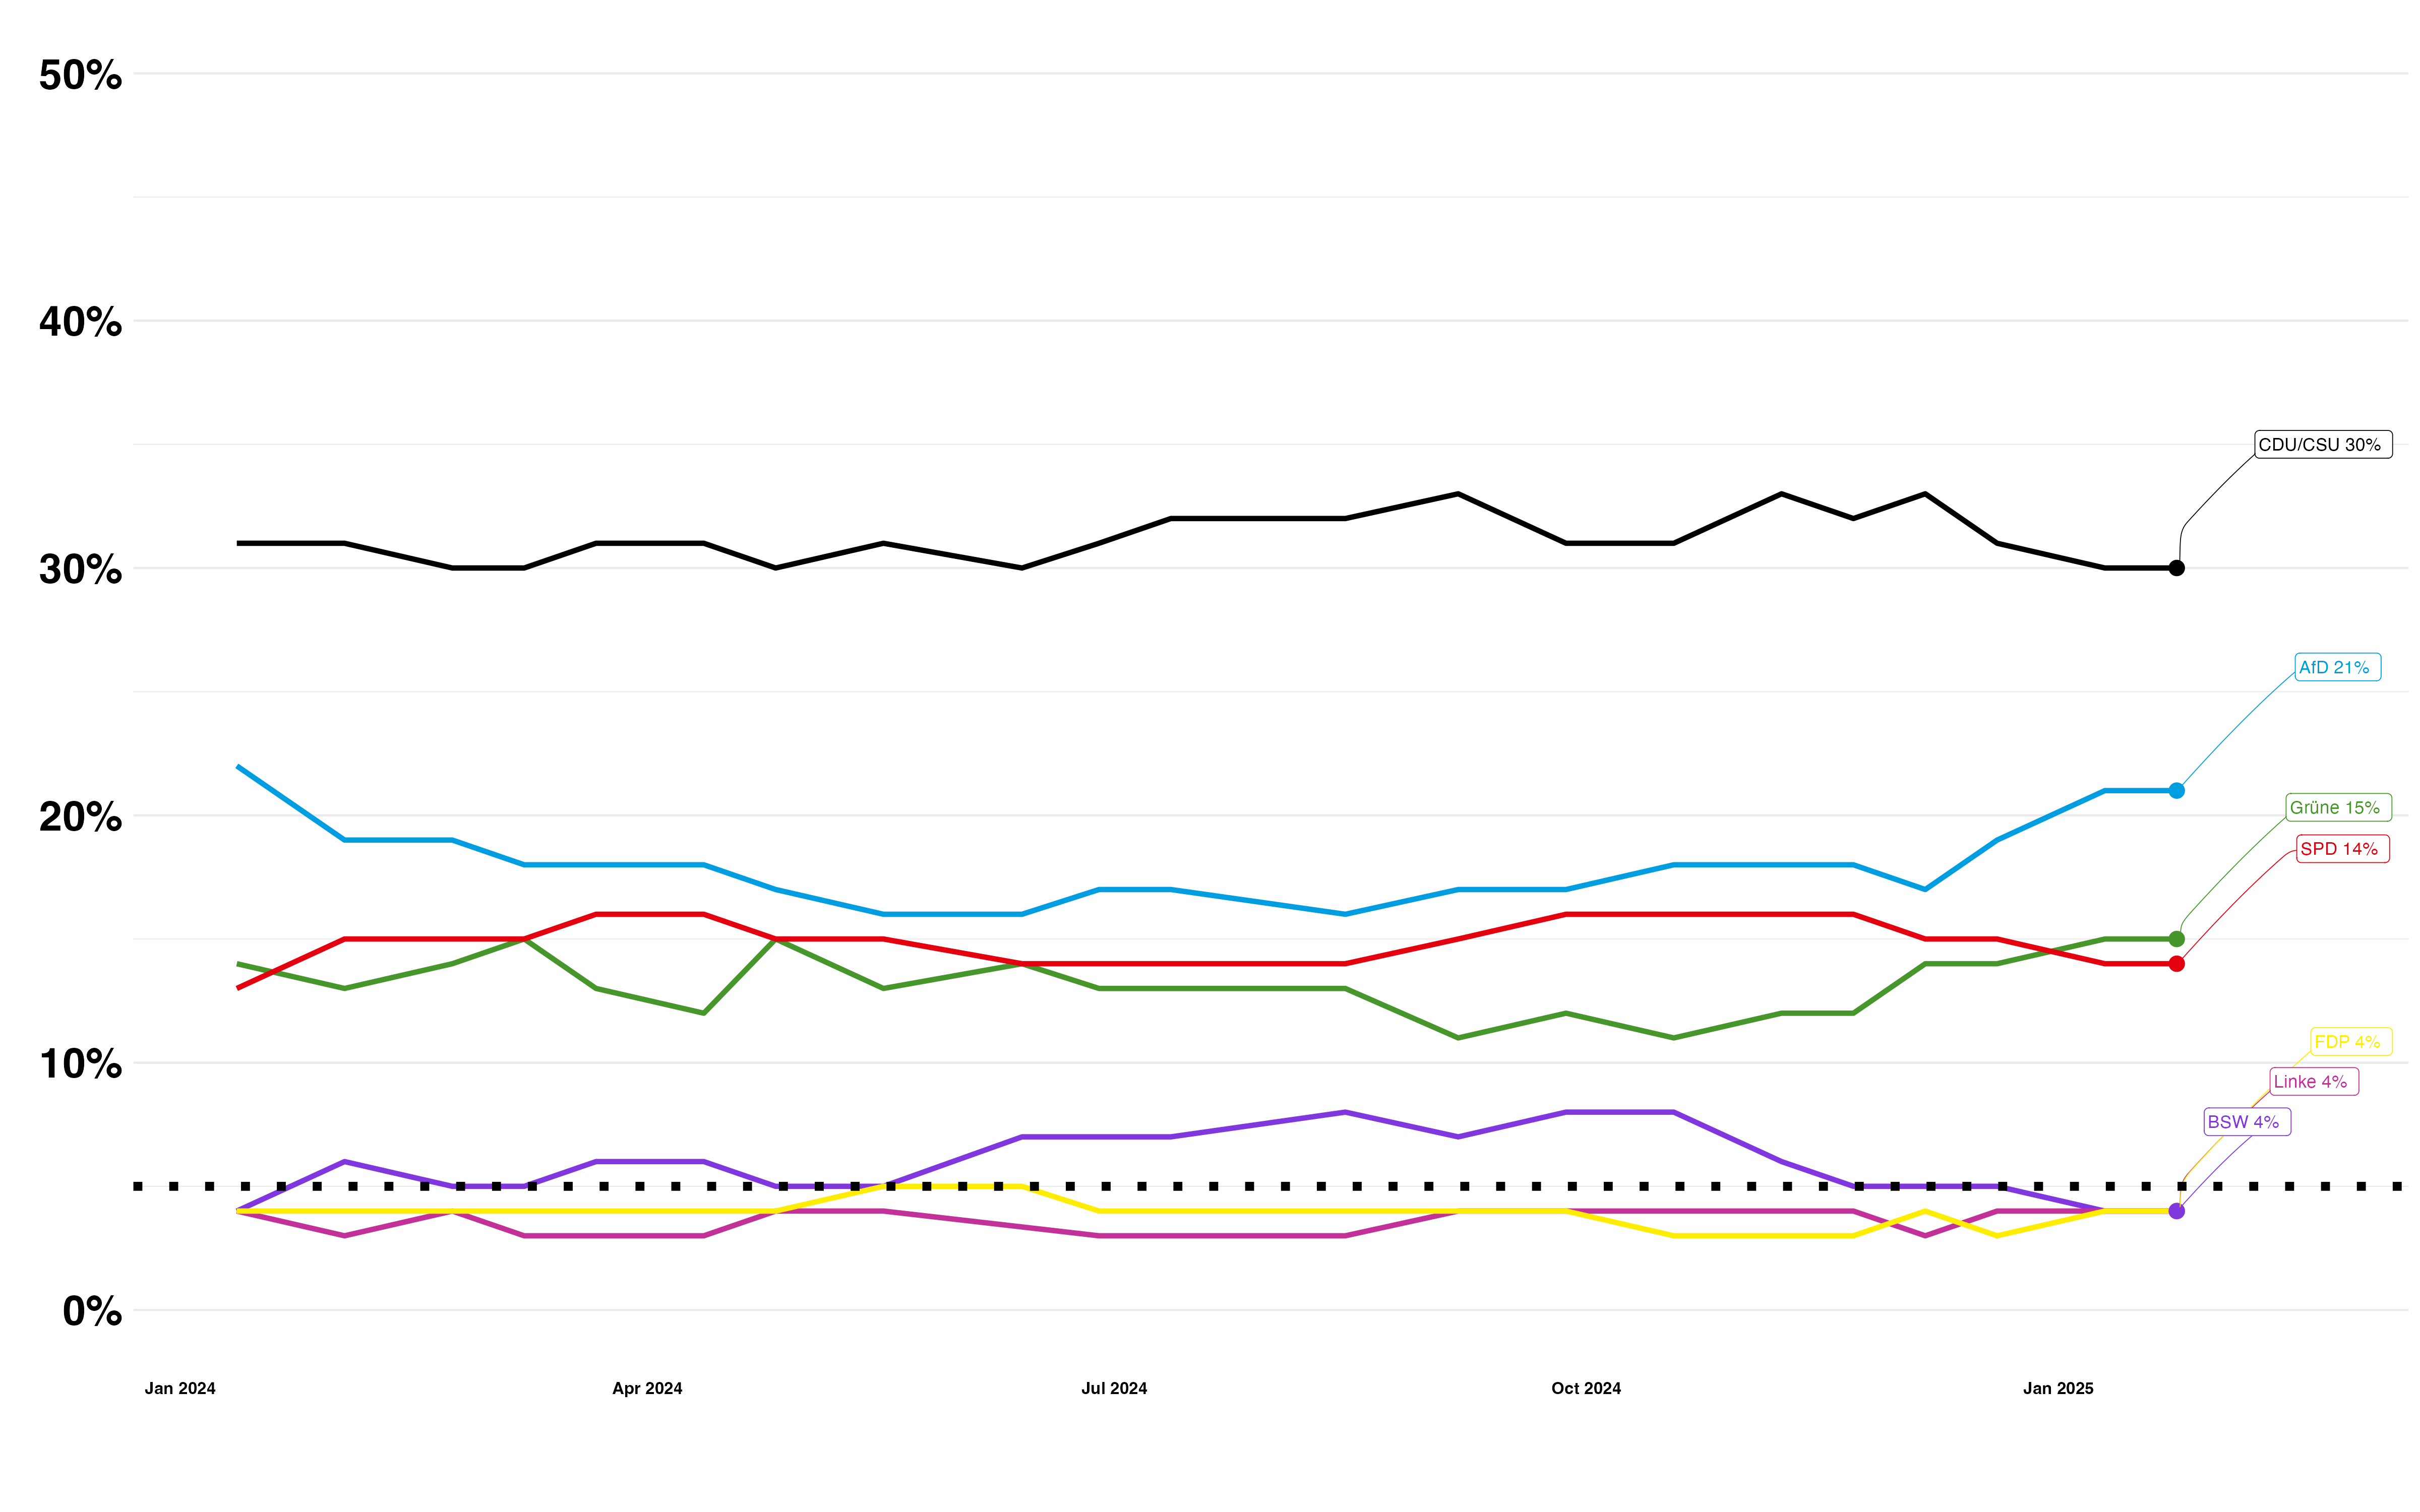 50%
40%
30%
20%
10%
0%
CDU/CSU 30%
AfD 21%
Grüne 15%
SPD 14%
FDP 4%
Linke 4%
BSW 4%
Jan 2024
Apr 2024
Jul 2024
Oct 2024
Jan 2025